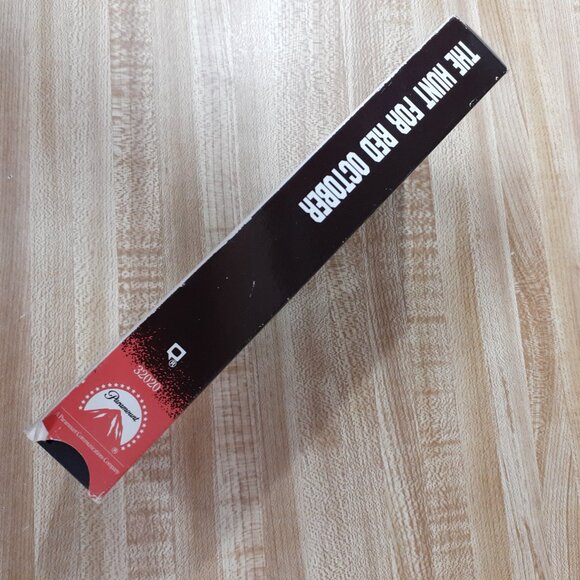 THE HUNT FOR RED OCTOBER
®
32020
Paramount
®
A Paramount Communications Company